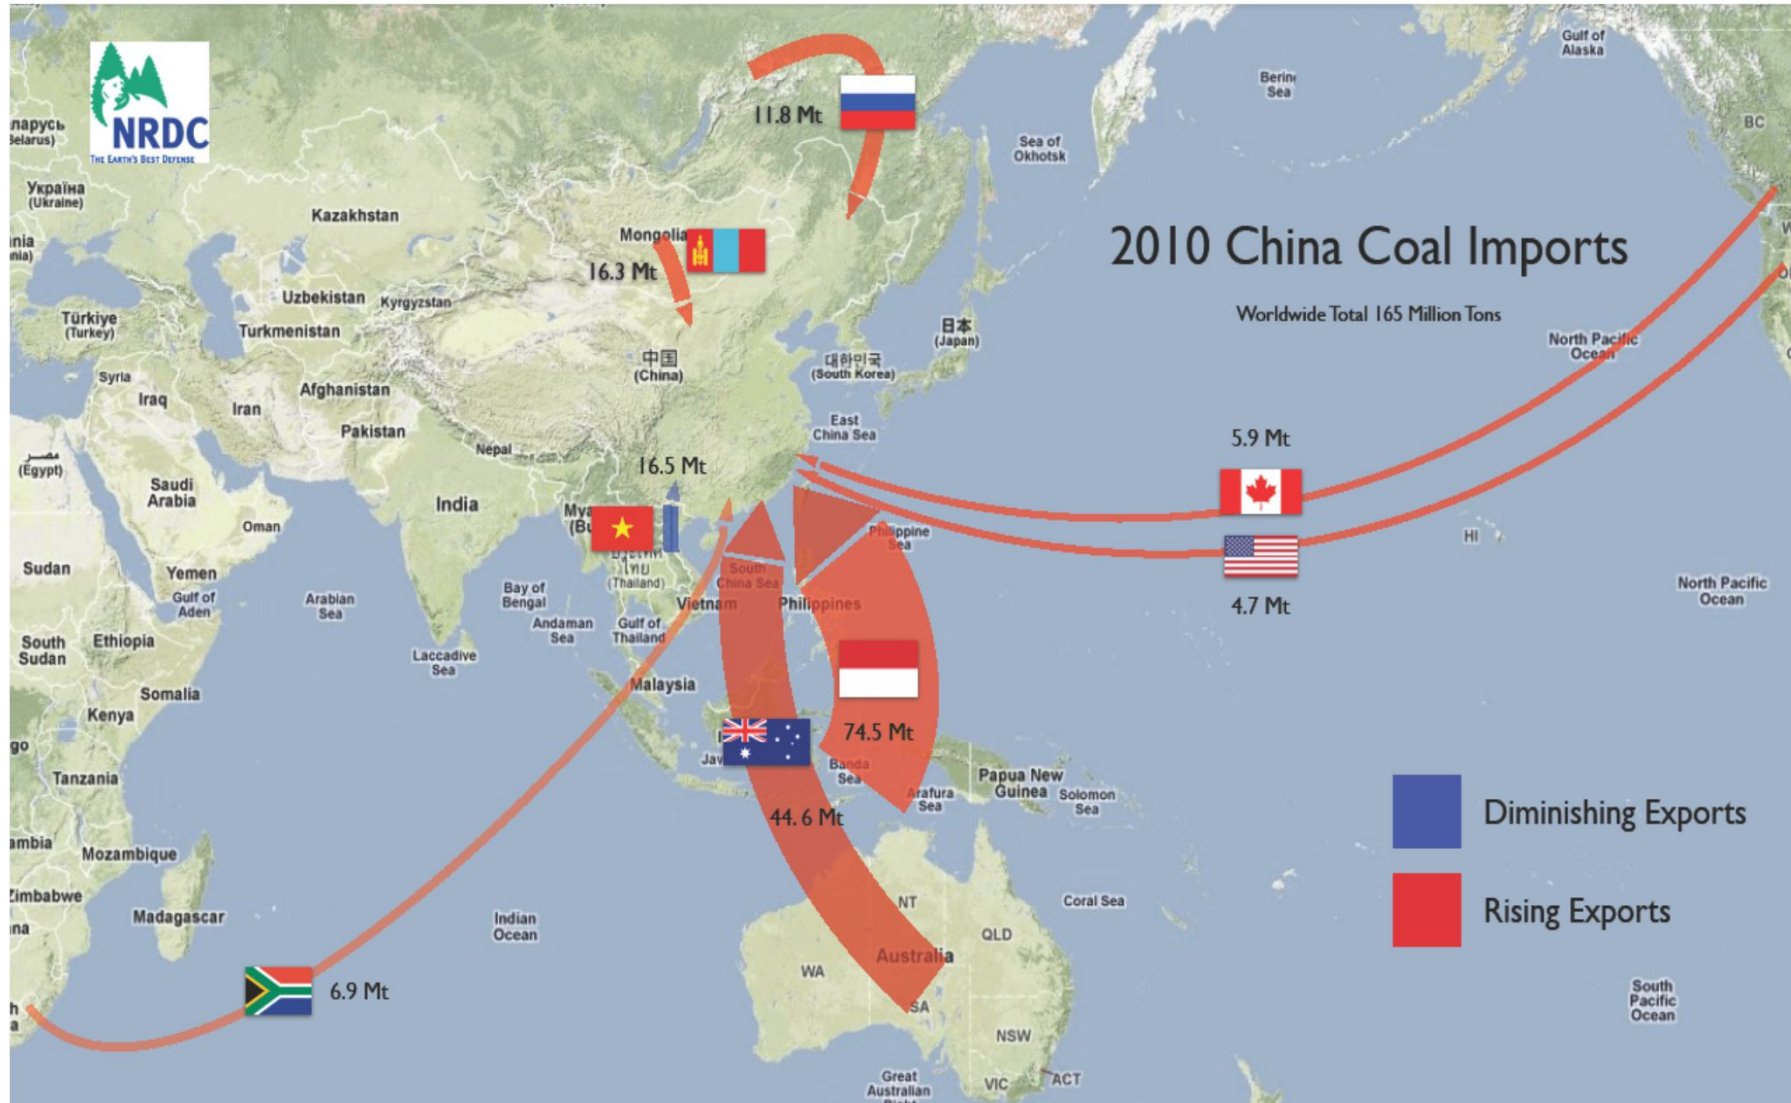 NRDC
THE EARTH'S BEST DEFENSE
2010 China Coal Imports
Worldwide Total 165 Million Tons
11.8 Mt
16.3 Mt
16.5 Mt
5.9 Mt
4.7 Mt
74.5 Mt
44.6 Mt
6.9 Mt
Diminishing Exports
Rising Exports
Gulf of
Alaska
Bering
Sea
BC
Sea of
Okhotsk
Україна
(Ukraine)
Kazakhstan
Mongolia
Uzbekistan
Kyrgyzstan
Türkiye
(Turkey)
Turkmenistan
中国
(China)
대한민국
(South Korea)
日本
(Japan)
North Pacific
Ocean
Syria
Iraq
Iran
Afghanistan
Pakistan
Nepal
East
China Sea
مصر
(Egypt)
Saudi
Arabia
Oman
India
Philippine
Sea
HI
Sudan
Yemen
Gulf of
Aden
Arabian
Sea
Bay of
Bengal
Andaman
Sea
ไทย
(Thailand)
Gulf of
Thailand
Vietnam
South
China Sea
Philippines
North Pacific
Ocean
South
Sudan
Ethiopia
Laccadive
Sea
Somalia
Kenya
Malaysia
Banda
Sea
Arafura
Sea
Papua New
Guinea
Solomon
Sea
Tanzania
Mozambique
Zimbabwe
Madagascar
Indian
Ocean
NT
QLD
Coral Sea
Australia
WA
SA
NSW
VIC
ACT
Great
Australian
South
Pacific
Ocean